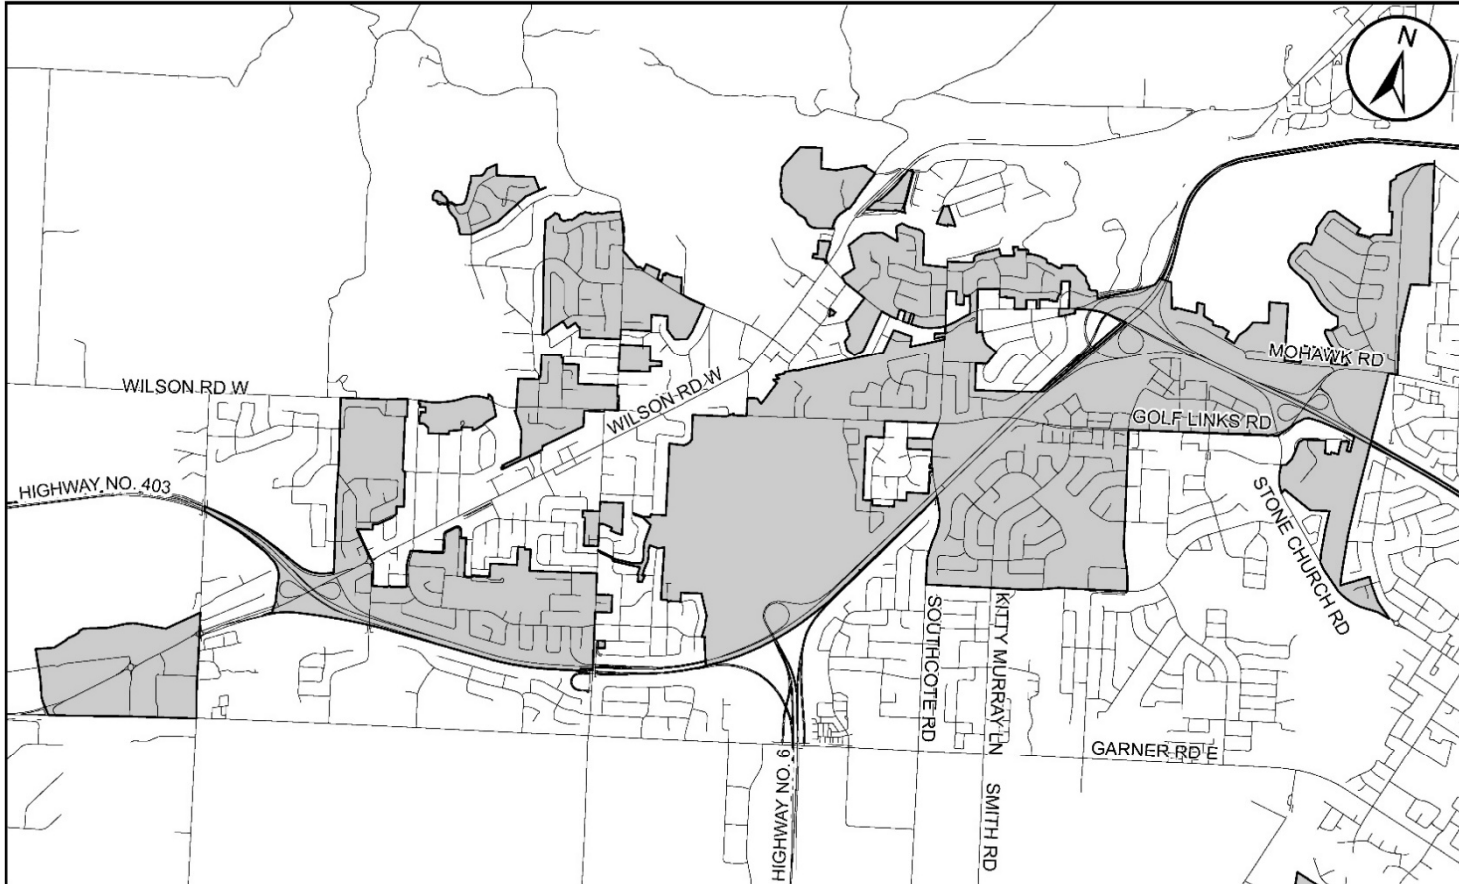 N
MOHAWK RD
WILSON RD W
WILSON RD W
GOLF LINKS RD
HIGHWAY NO. 403
STONE CHURCH RD
SOUTHCOTE RD
KITTY MURRAY LN
GARNER RD E
HIGHWAY NO. 6
SMITH RD